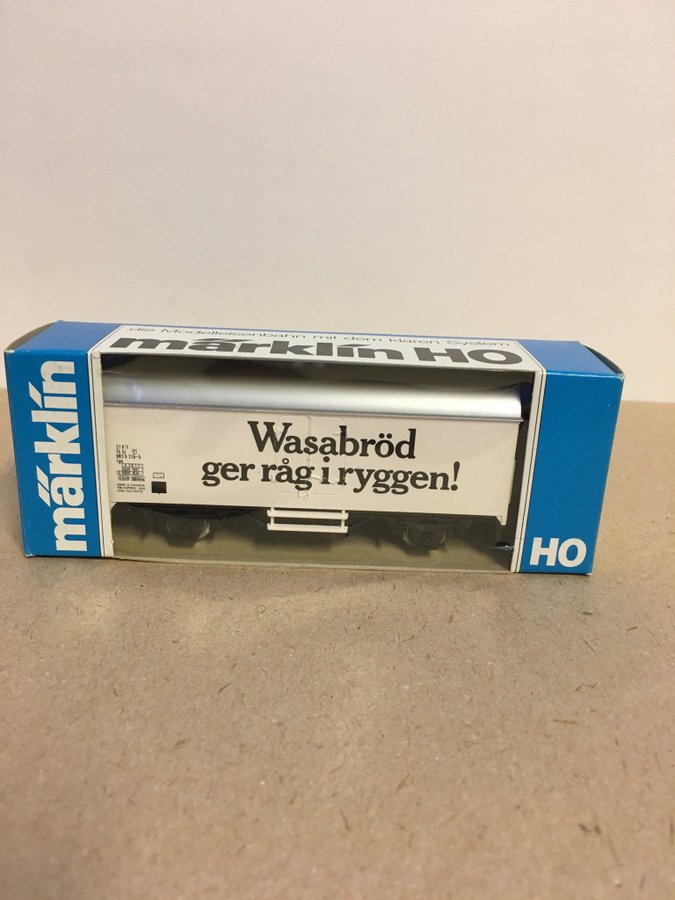 die Modelleisenbahn mit dem klaren System
märklin HO
märklin
Wasabröd
ger råg i ryggen!
HO